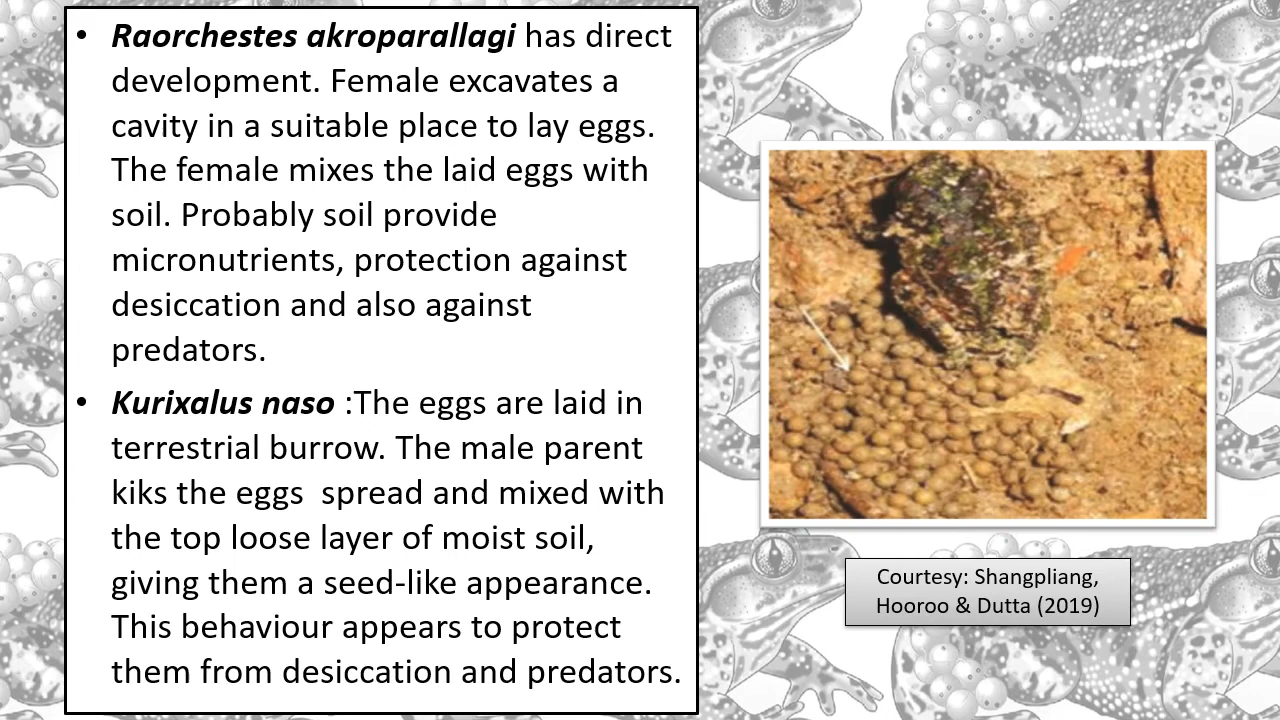 • Raorchestes akroparallagi has direct
development. Female excavates a
cavity in a suitable place to lay eggs.
The female mixes the laid eggs with
soil. Probably soil provide
micronutrients, protection against
desiccation and also against
predators.
• Kurixalus naso :The eggs are laid in
terrestrial burrow. The male parent
kiks the eggs  spread and mixed with
the top loose layer of moist soil,
giving them a seed-like appearance.
This behaviour appears to protect
them from desiccation and predators.
Courtesy: Shangpliang,
Hooroo & Dutta (2019)